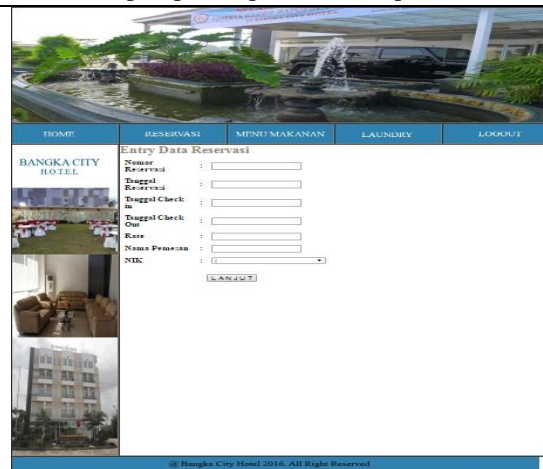 HOME RESERVASI MENU MAKANAN LAUNDRY LOGOUT
BANGKA CITY
H.O.T.E.L
Entry Data Reservasi
Nomor
Reservasi :
Tanggal
Reservasi :
Tanggal Check
in :
Tanggal Check
Out :
Rate :
Nama Pemesan :
NIK :
LANJUT
@ Bangka City Hotel 2016. All Right Reserved